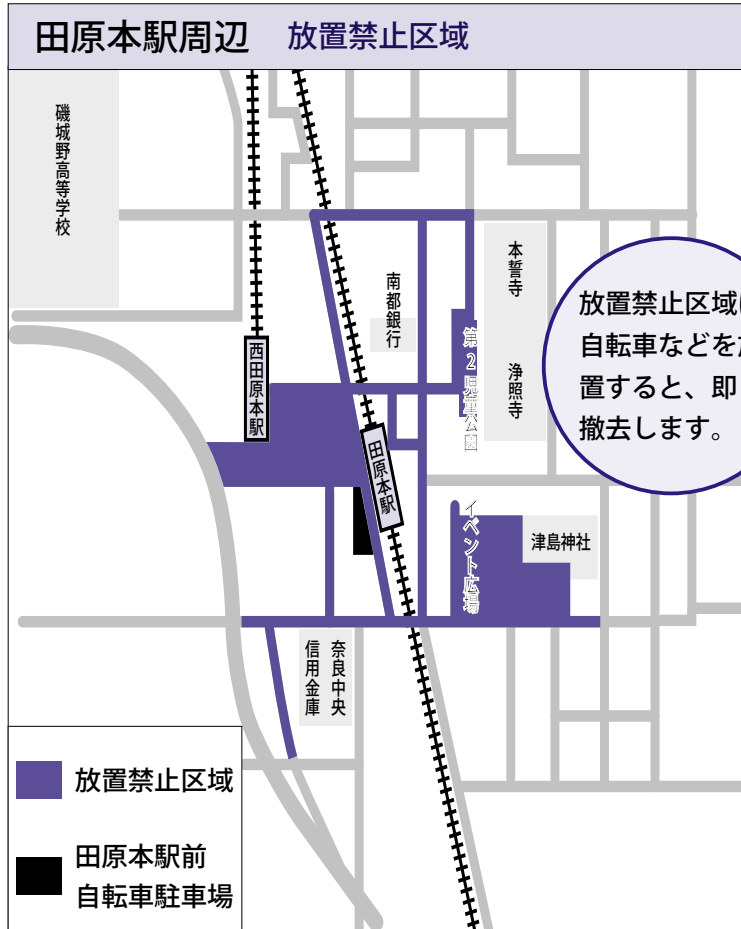 田原本駅周辺 放置禁止区域
磯城野高等学校
本誓寺
南都銀行
放置禁止区域
自転車などを
置すると、即
撤去します。
第2児童公園
浄照寺
西田原本駅
田原本駅
イベント広場
津島神社
奈良中央
信用金庫
放置禁止区域
田原本駅前
自転車駐車場